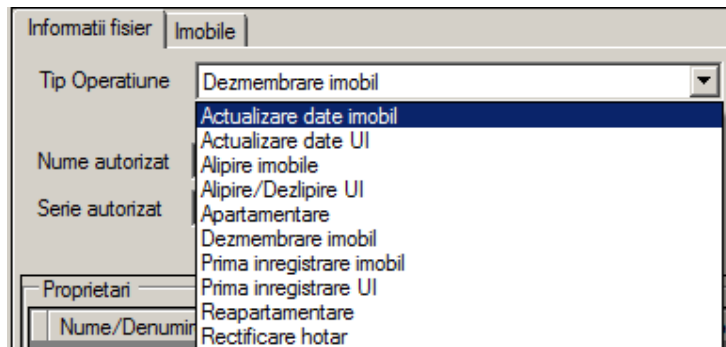 Informatii fisier Imobile
Tip Operatiune Dezmembrare imobil
Actualizare date imobil
Actualizare date UI
Nume autorizat Alipire imobile
Alipire/Dezlipire UI
Serie autorizat Apartamentare
Dezmembrare imobil
Prima inregistrare imobil
Proprietari Prima inregistrare UI
Reapartamentare
Nume/Denumir Rectificare hotar